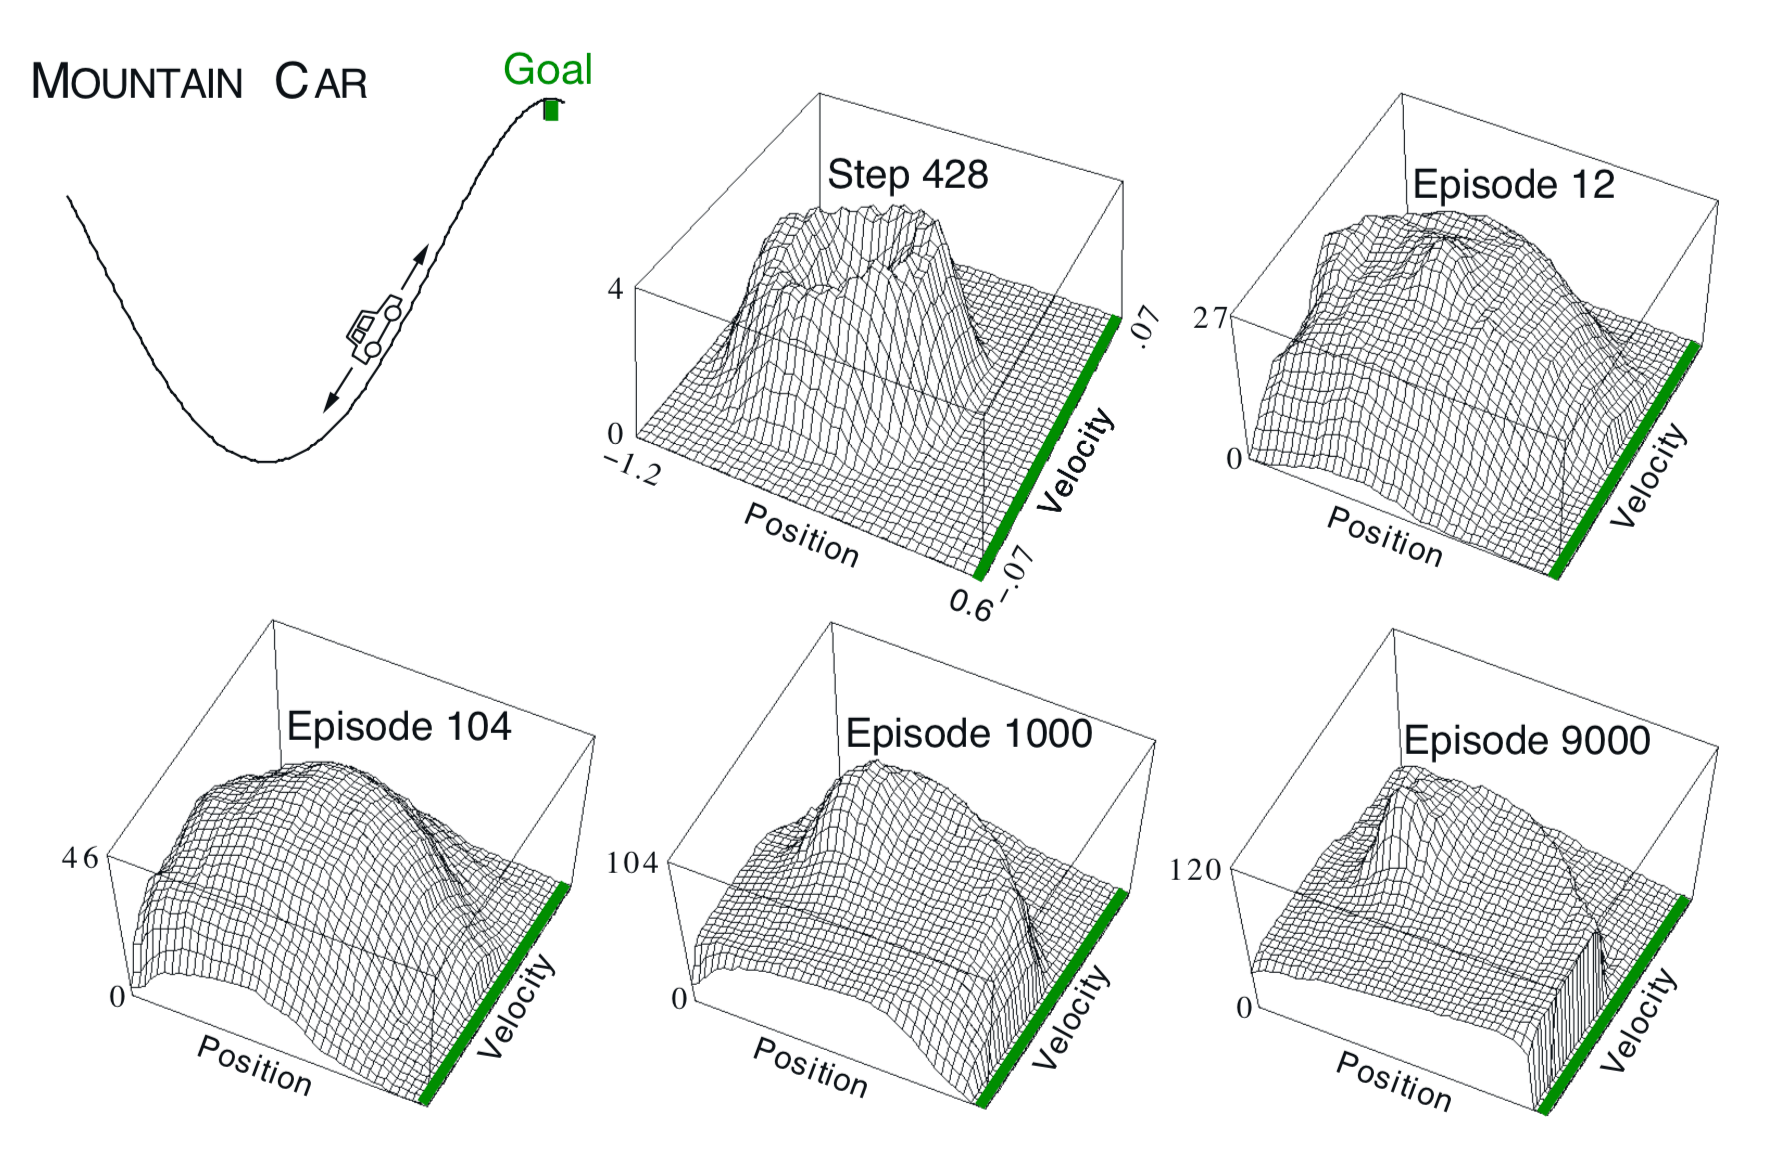 MOUNTAIN CAR
Goal
Step 428
4
0
−1.2
Position
0.6
Velocity
.07
−.07
Episode 12
27
0
Position
Velocity
Episode 104
46
0
Position
Velocity
Episode 1000
104
0
Position
Velocity
Episode 9000
120
0
Position
Velocity